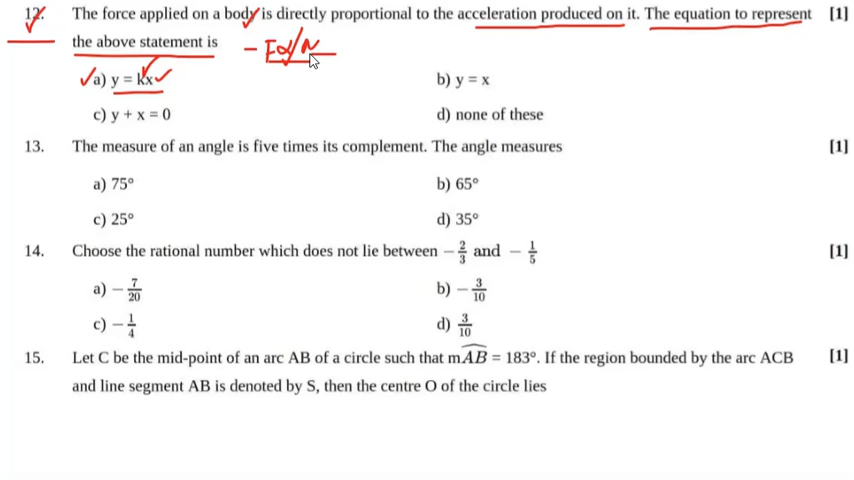 12. The force applied on a body is directly proportional to the acceleration produced on it. The equation to represent [1]
the above statement is - F∝
a) y = kx b) y = x
c) y + x = 0 d) none of these
13. The measure of an angle is five times its complement. The angle measures [1]
a) 75° b) 65°
c) 25° d) 35°
14. Choose the rational number which does not lie between −2/3 and −1/5 [1]
a) −7/20 b) −3/10
c) −1/4 d) 3/10
15. Let C be the mid-point of an arc AB of a circle such that m\widehat{AB} = 183°. If the region bounded by the arc ACB [1]
and line segment AB is denoted by S, then the centre O of the circle lies